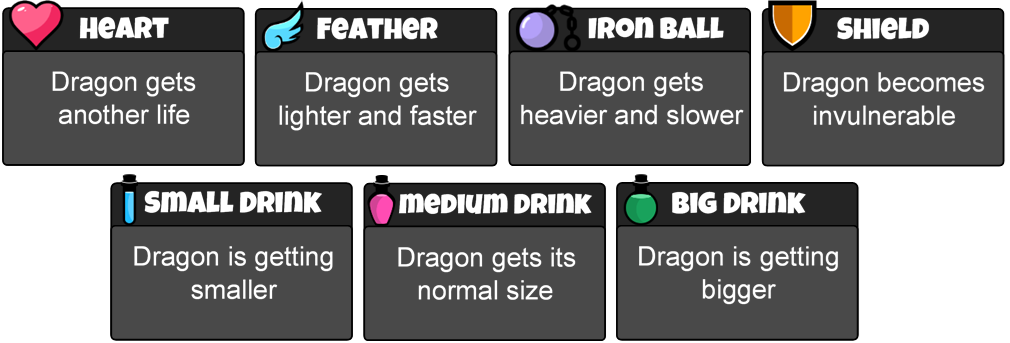 HEART
Dragon gets
another life
FEATHER
Dragon gets
lighter and faster
IRON BALL
Dragon gets
heavier and slower
SHIELD
Dragon becomes
invulnerable
SMALL DRINK
Dragon is getting
smaller
MEDIUM DRINK
Dragon gets its
normal size
BIG DRINK
Dragon is getting
bigger